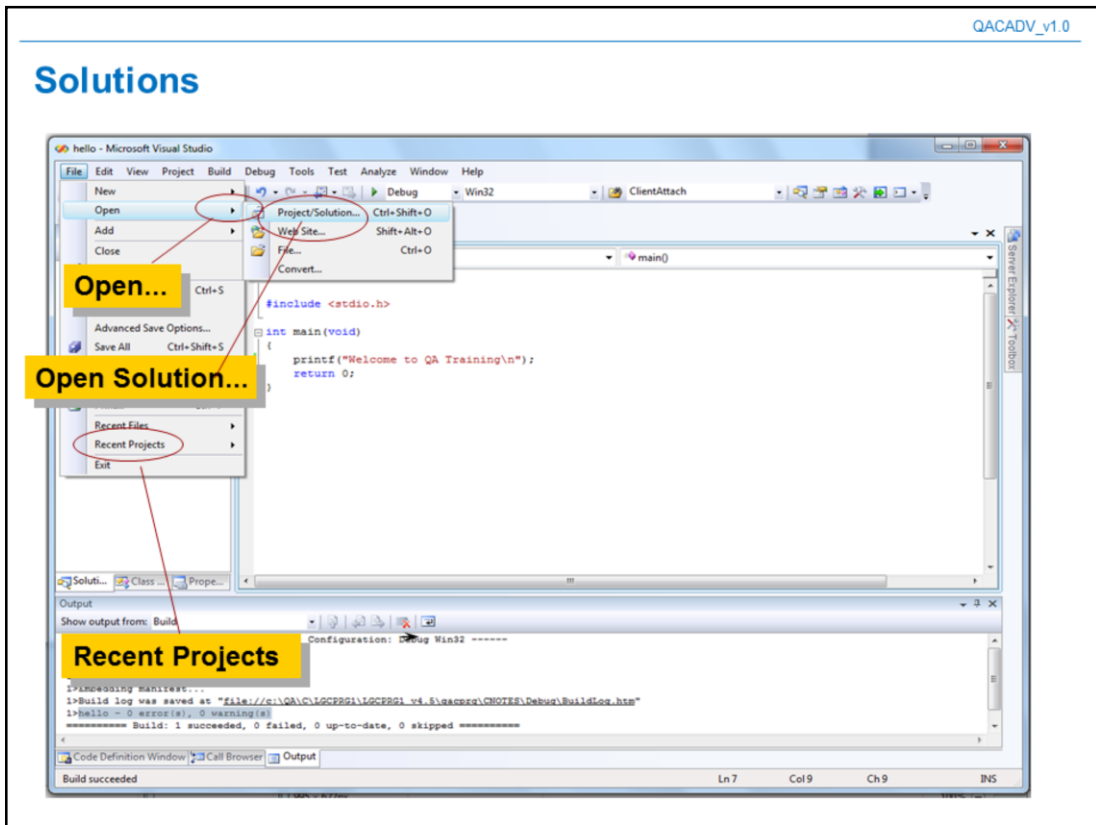 QACADV_v1.0
Solutions
hello - Microsoft Visual Studio
File Edit View Project Build Debug Tools Test Analyze Window Help
New Debug Win32 ClientAttach
Open Project/Solution... Ctrl+Shift+O
Add Web Site... Shift+Alt+O
Close File... Ctrl+O main()
Convert...
Open...
Ctrl+S
#include <stdio.h>
Advanced Save Options...
int main(void)
Save All Ctrl+Shift+S
{
printf("Welcome to QA Training\n");
return 0;
}
Open Solution...
Recent Files
Recent Projects
Exit
Server Explorer
Toolbox
Soluti... Class ... Prope...
Output
Show output from: Build
Configuration: Debug Win32 ------
Recent Projects
1>Embedding manifest...
1>Build log was saved at "file://c:\QA\C\LGCPRG1\LGCPRG1_v4.5\qacprg\CNOTES\Debug\BuildLog.htm"
1>hello - 0 error(s), 0 warning(s)
========== Build: 1 succeeded, 0 failed, 0 up-to-date, 0 skipped ==========
Code Definition Window Call Browser Output
Build succeeded Ln 7 Col 9 Ch 9 INS